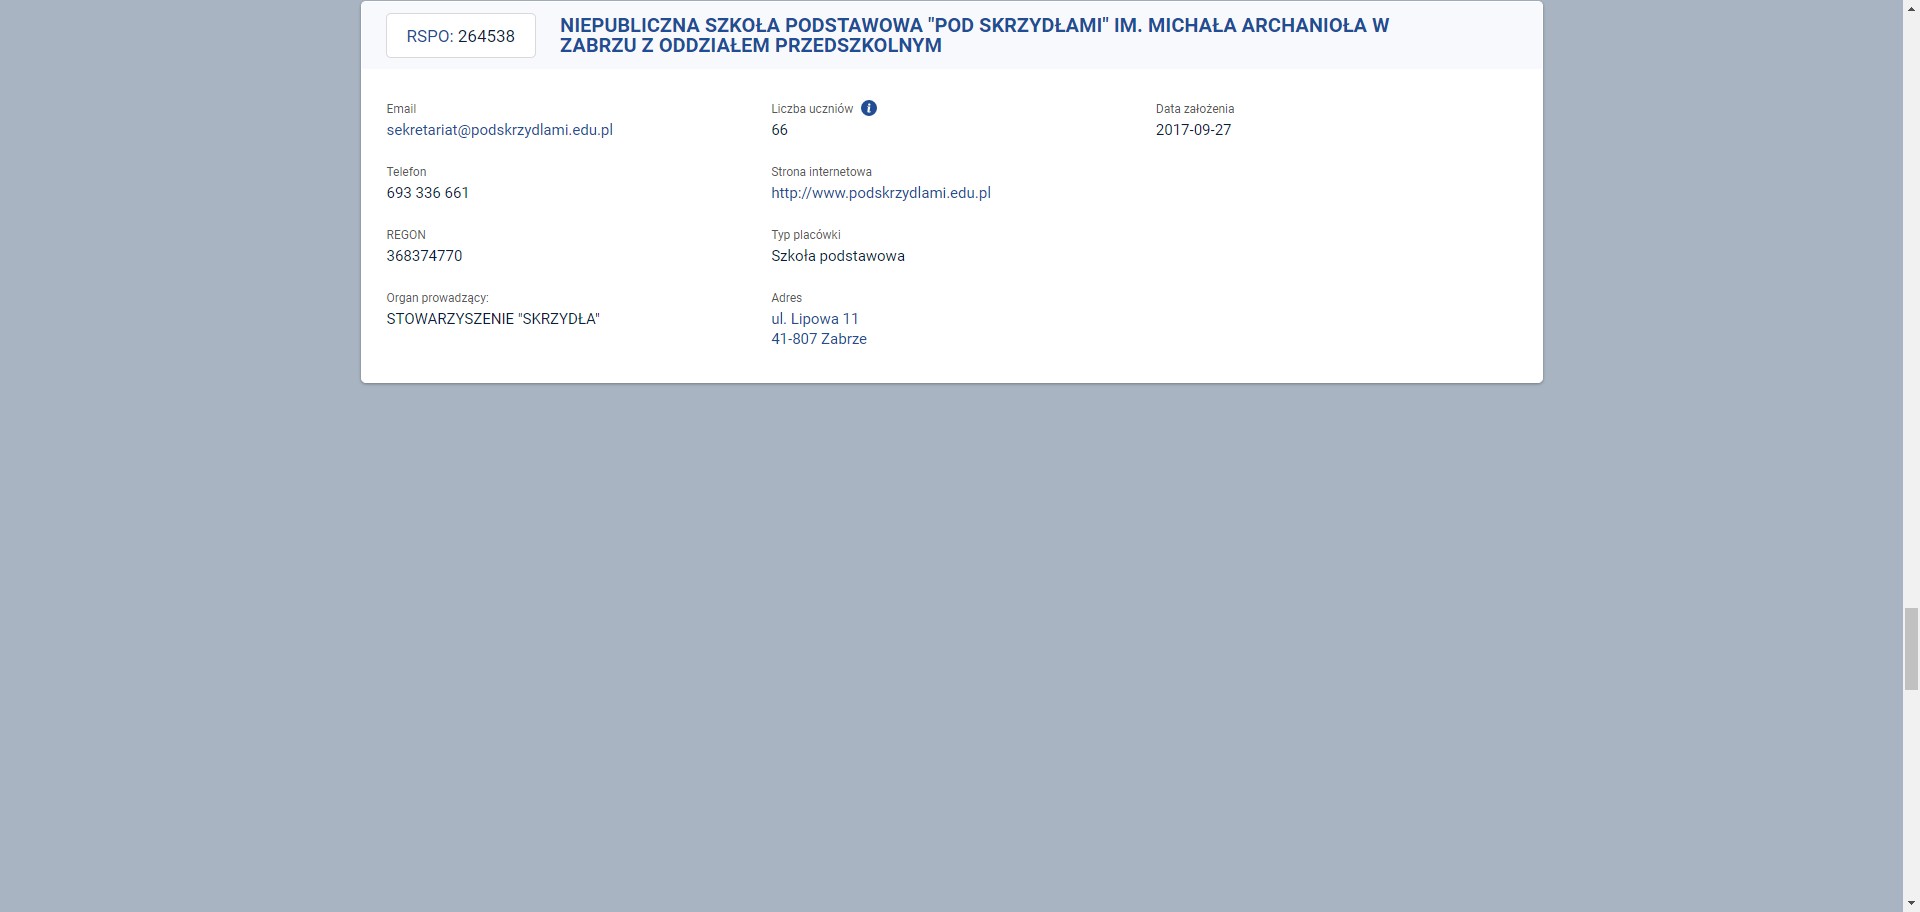 RSPO: 264538
NIEPUBLICZNA SZKOŁA PODSTAWOWA "POD SKRZYDŁAMI" IM. MICHAŁA ARCHANIOŁA W
ZABRZU Z ODDZIAŁEM PRZEDSZKOLNYM
Email
sekretariat@podskrzydlami.edu.pl
Liczba uczniów
66
Data założenia
2017-09-27
Telefon
693 336 661
Strona internetowa
http://www.podskrzydlami.edu.pl
REGON
368374770
Typ placówki
Szkoła podstawowa
Organ prowadzący:
STOWARZYSZENIE "SKRZYDŁA"
Adres
ul. Lipowa 11
41-807 Zabrze